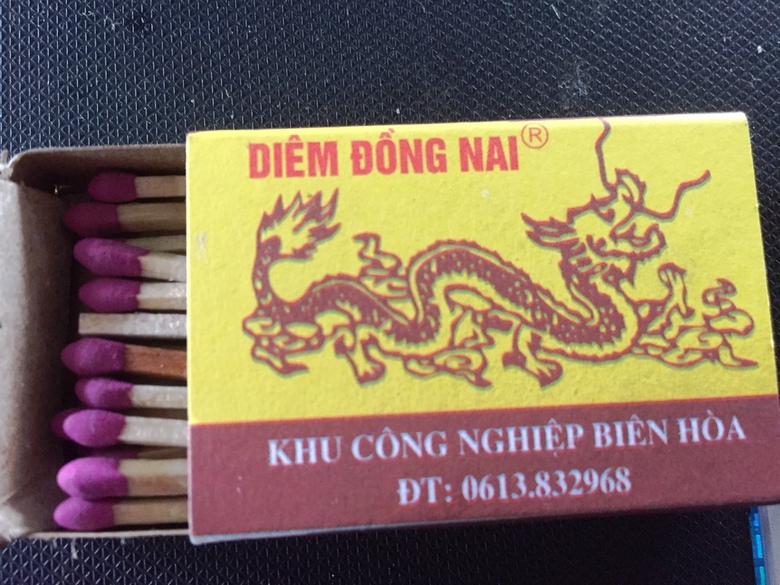 DIÊM ĐỒNG NAI®
KHU CÔNG NGHIỆP BIÊN HÒA
ĐT: 0613.832968